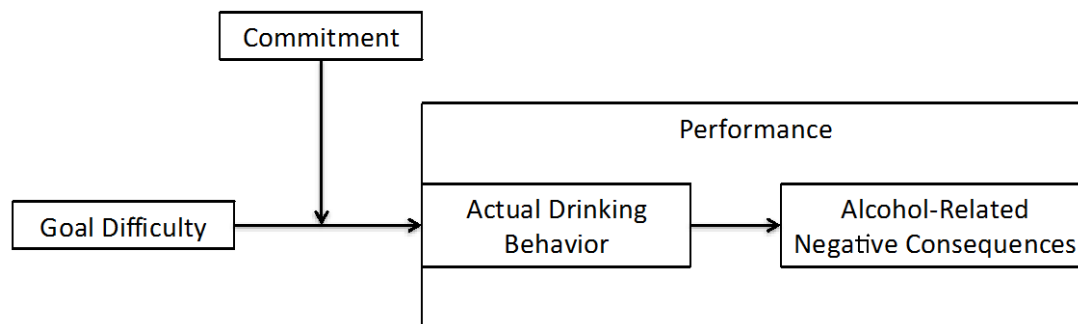 Commitment
Performance
Goal Difficulty
Actual Drinking
Behavior
Alcohol-Related
Negative Consequences